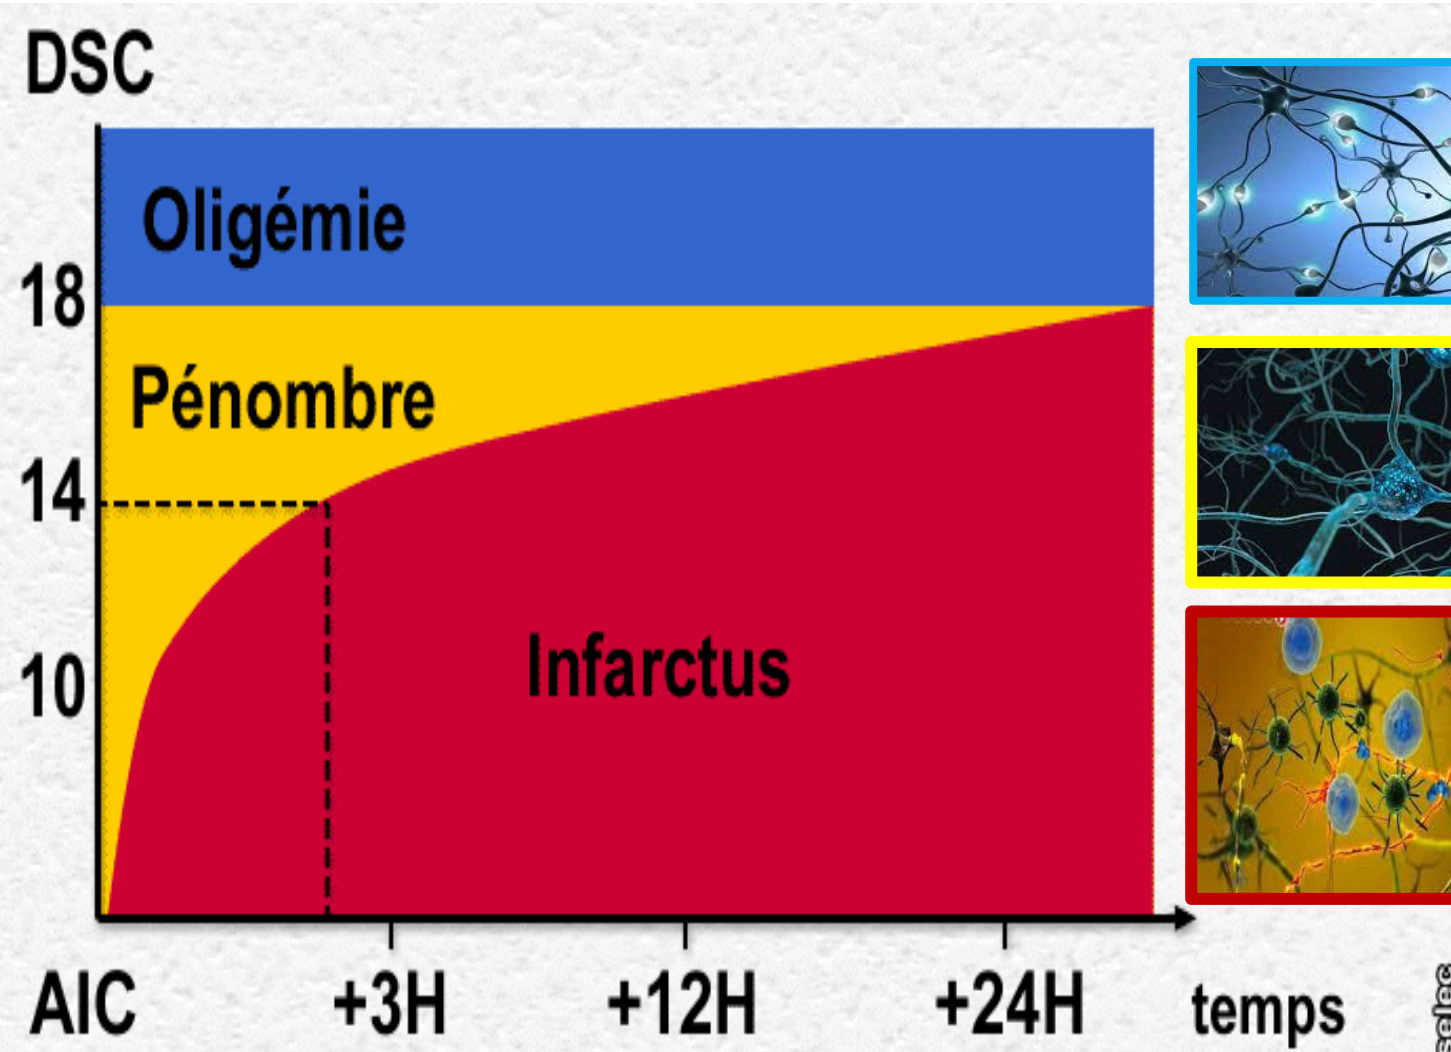 DSC
Oligémie
18
Pénombre
14
10
Infarctus
AIC
+3H
+12H
+24H
temps